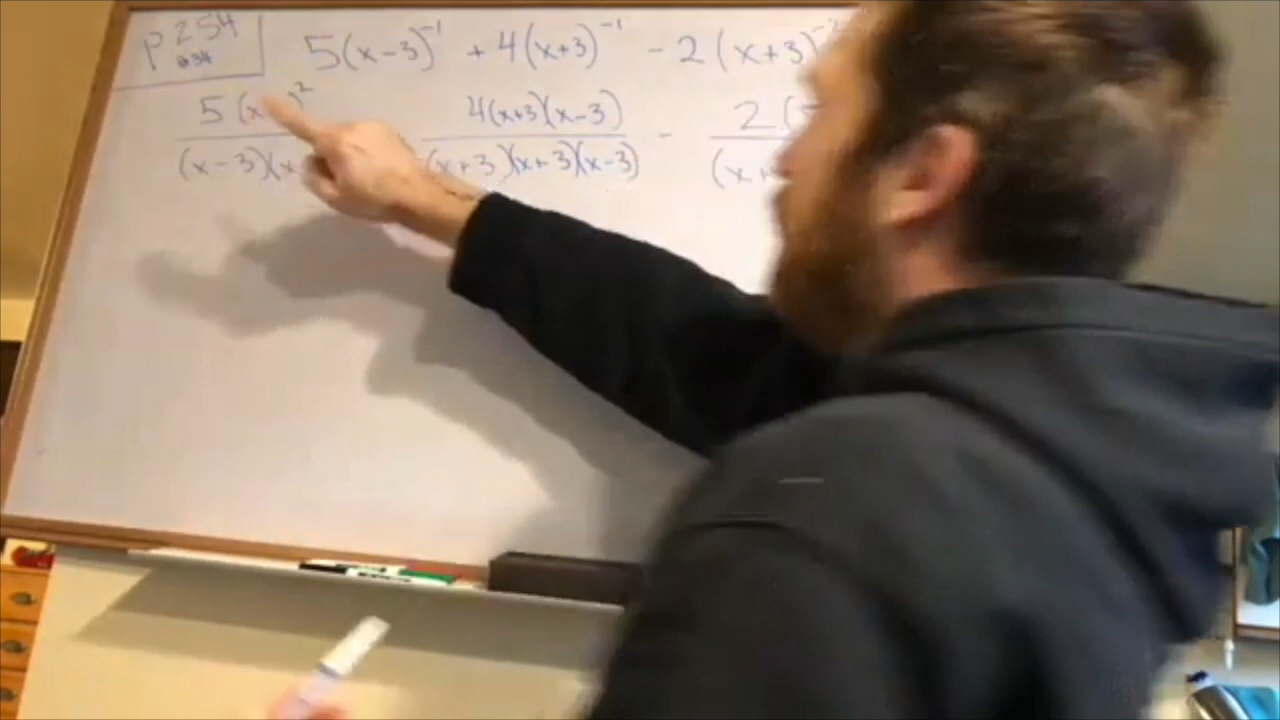 p 254
#34
5(x-3)⁻¹ + 4(x+3)⁻¹ - 2(x+3)⁻²
5(x )² 4(x+3)(x-3) 2(
(x-3)(x (x+3)(x+3)(x-3) - (x+